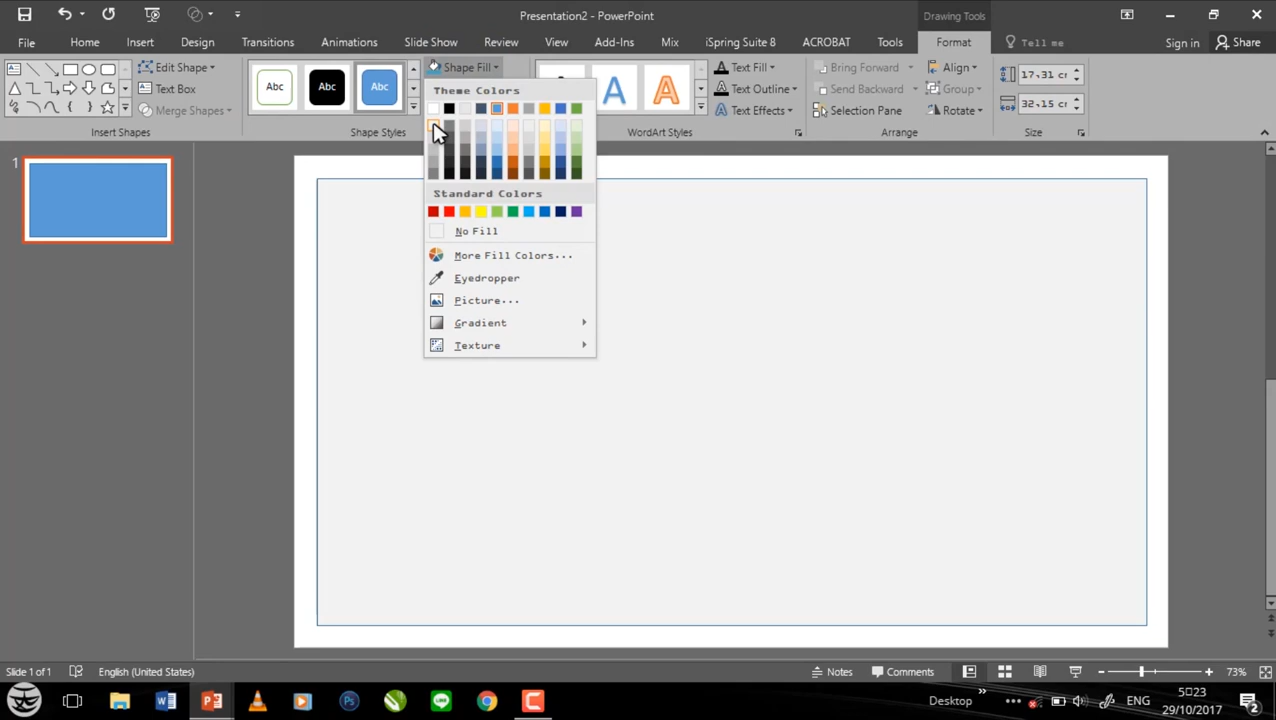 Presentation2 - PowerPoint
Drawing Tools
File Home Insert Design Transitions Animations Slide Show Review View Add-Ins Mix iSpring Suite 8 ACROBAT Tools Format Tell me Sign in Share
Edit Shape
Text Box
Merge Shapes
Insert Shapes
Abc Abc Abc
Shape Fill
Shape Styles
Theme Colors
Standard Colors
No Fill
More Fill Colors...
Eyedropper
Picture...
Gradient
Texture
A A
Text Fill
Text Outline
Text Effects
WordArt Styles
Bring Forward
Send Backward
Selection Pane
Align
Group
Rotate
Arrange
17.31 cm
32.15 cm
Size
1
Slide 1 of 1 English (United States) Notes Comments 73%
Desktop ENG 5:23
29/10/2017
2